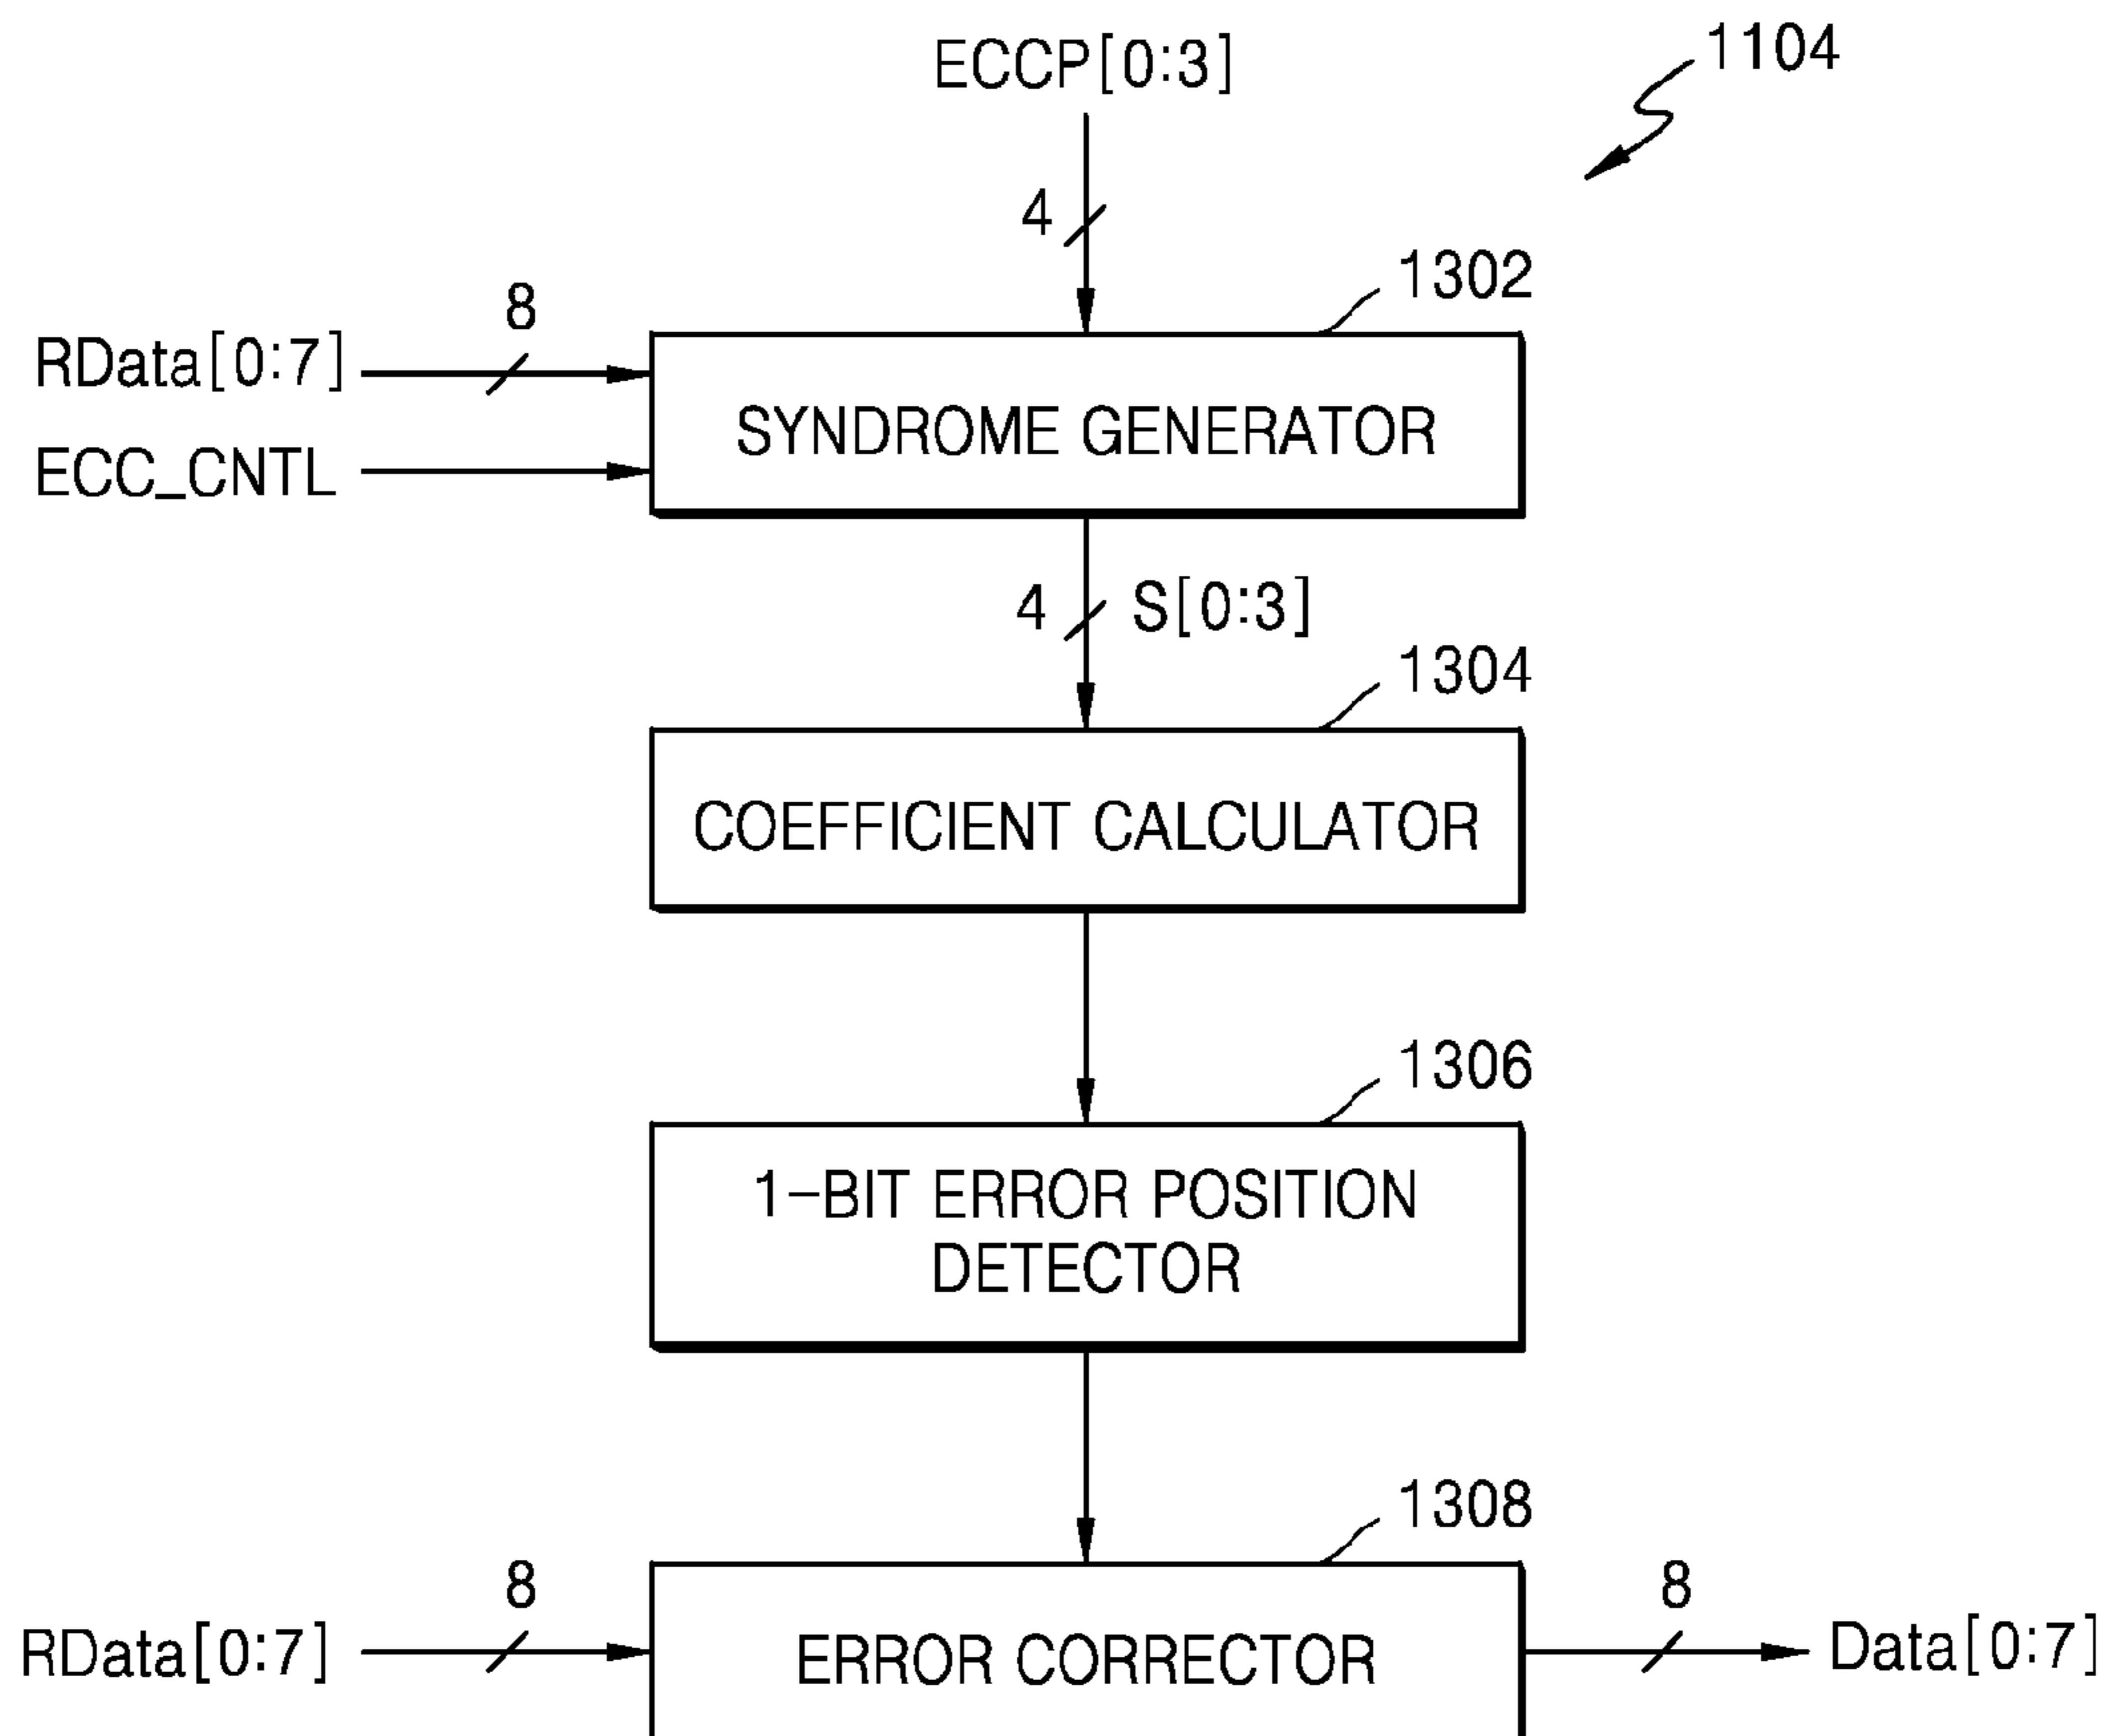 ECCP[0:3]
1104
4
1302
8
RData[0:7]
ECC_CNTL
SYNDROME GENERATOR
4
S[0:3]
1304
COEFFICIENT CALCULATOR
1306
1-BIT ERROR POSITION
DETECTOR
1308
8
RData[0:7]
ERROR CORRECTOR
8
Data[0:7]